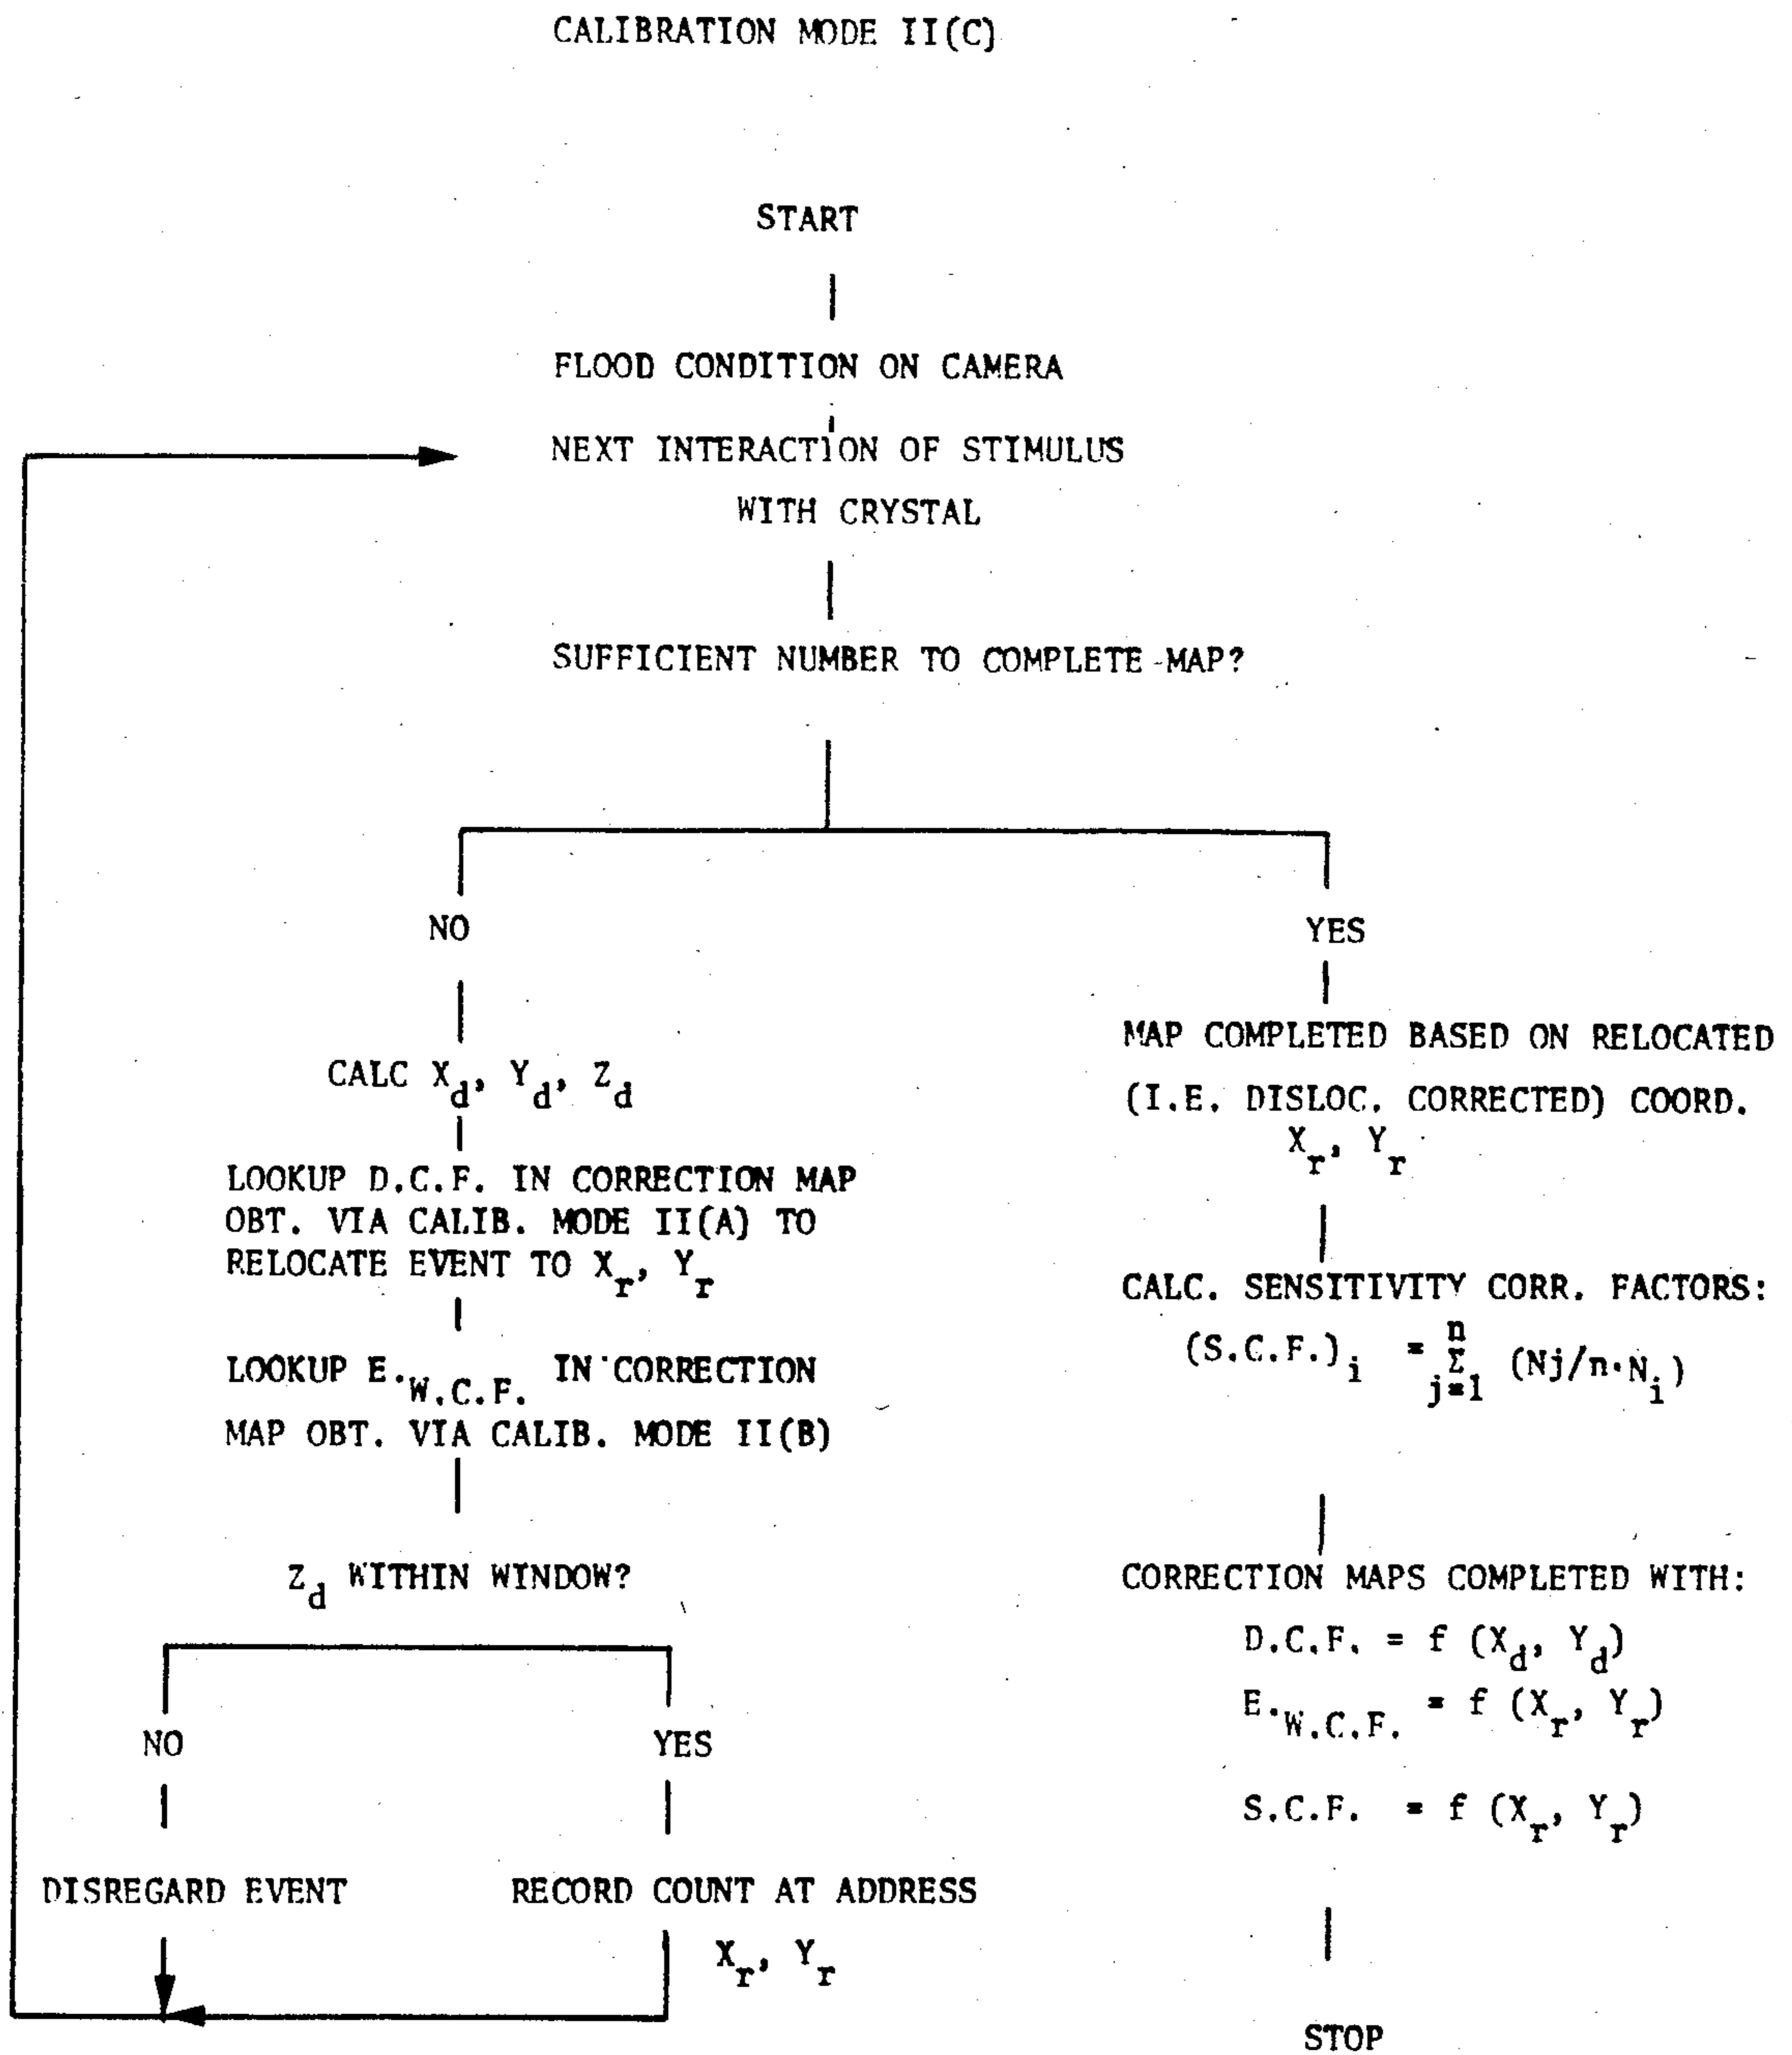 CALIBRATION MODE II(C)
START
FLOOD CONDITION ON CAMERA
NEXT INTERACTION OF STIMULUS
WITH CRYSTAL
SUFFICIENT NUMBER TO COMPLETE MAP?
NO
CALC X_d, Y_d, Z_d
LOOKUP D.C.F. IN CORRECTION MAP
OBT. VIA CALIB. MODE II(A) TO
RELOCATE EVENT TO X_r, Y_r
LOOKUP E._W.C.F. IN CORRECTION
MAP OBT. VIA CALIB. MODE II(B)
Z_d WITHIN WINDOW?
NO
DISREGARD EVENT
YES
RECORD COUNT AT ADDRESS
X_r, Y_r
YES
MAP COMPLETED BASED ON RELOCATED
(I.E. DISLOC. CORRECTED) COORD.
X_r, Y_r
CALC. SENSITIVITY CORR. FACTORS:
(S.C.F.)_i = Σ_{j=1}^{n} (Nj/n·N_i)
CORRECTION MAPS COMPLETED WITH:
D.C.F. = f (X_d, Y_d)
E._W.C.F. = f (X_r, Y_r)
S.C.F. = f (X_r, Y_r)
STOP